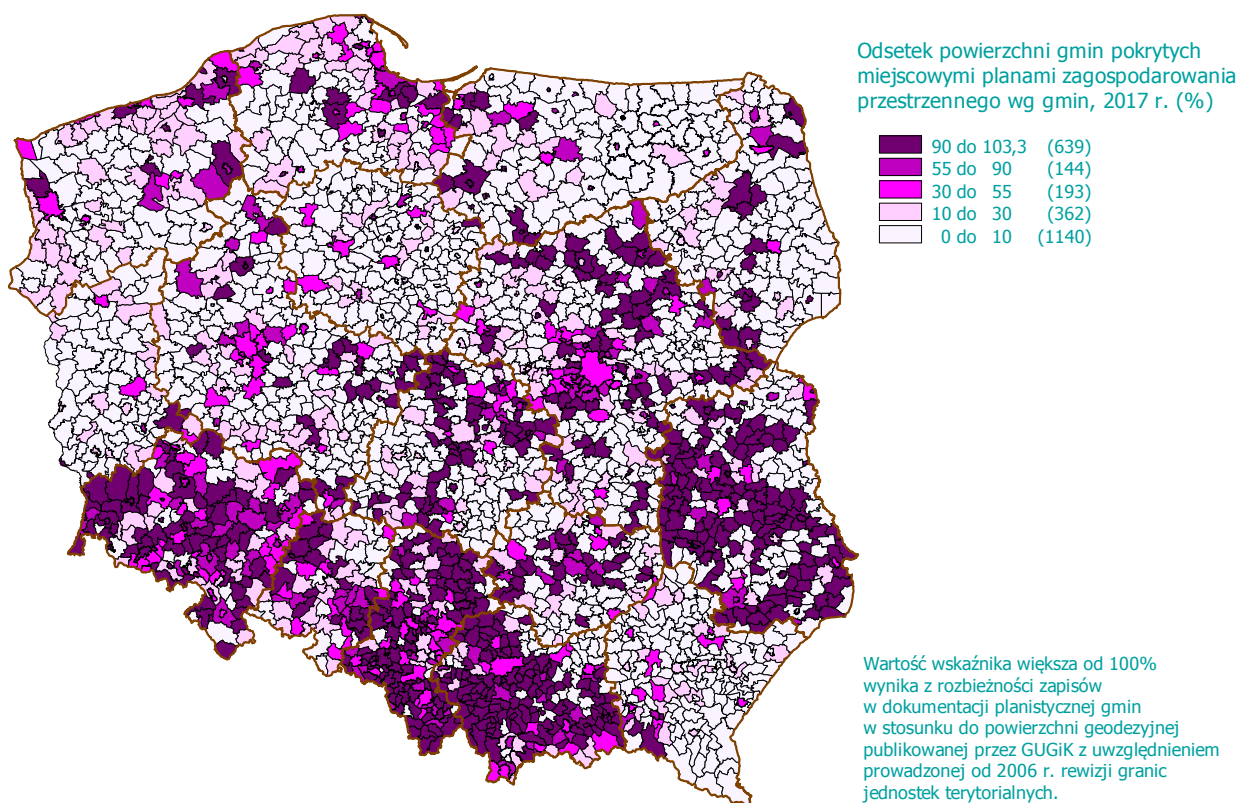 Odsetek powierzchni gmin pokrytych
miejscowymi planami zagospodarowania
przestrzennego wg gmin, 2017 r. (%)
90 do 103,3 (639)
55 do 90 (144)
30 do 55 (193)
10 do 30 (362)
0 do 10 (1140)
Wartość wskaźnika większa od 100%
wynika z rozbieżności zapisów
w dokumentacji planistycznej gmin
w stosunku do powierzchni geodezyjnej
publikowanej przez GUGiK z uwzględnieniem
prowadzonej od 2006 r. rewizji granic
jednostek terytorialnych.